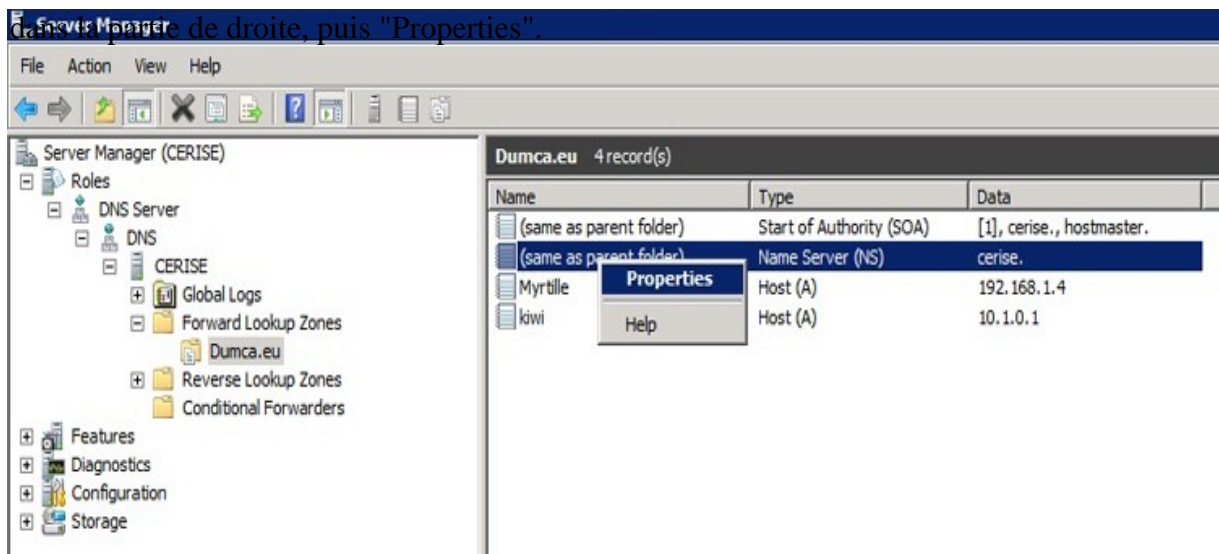 dans la partie de droite, puis "Properties".
Server Manager
File Action View Help
Server Manager (CERISE)
Roles
DNS Server
DNS
CERISE
Global Logs
Forward Lookup Zones
Dumca.eu
Reverse Lookup Zones
Conditional Forwarders
Features
Diagnostics
Configuration
Storage
Dumca.eu 4 record(s)
Name Type Data
(same as parent folder) Start of Authority (SOA) [1], cerise., hostmaster.
(same as parent folder) Name Server (NS) cerise.
Myrtille Host (A) 192.168.1.4
kiwi Host (A) 10.1.0.1
Properties
Help